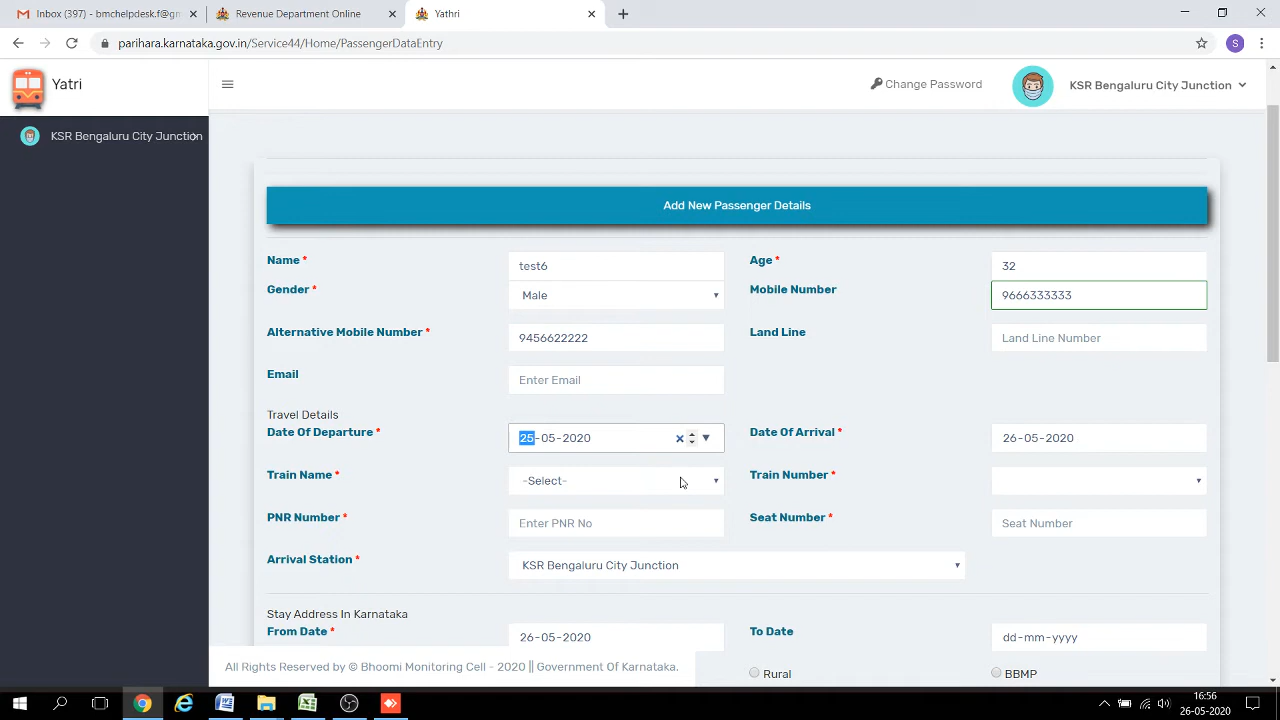 Inbox (397) - bmchelpdesk.f@gm
Revenue Department Online
Yathri
parihara.karnataka.gov.in/Service44/Home/PassengerDataEntry
S
Yatri
Change Password
KSR Bengaluru City Junction
KSR Bengaluru City Junction
Add New Passenger Details
Name * test6 Age * 32
Gender * Male Mobile Number 9666333333
Alternative Mobile Number * 9456622222 Land Line Land Line Number
Email Enter Email
Travel Details
Date Of Departure * 25-05-2020 Date Of Arrival * 26-05-2020
Train Name * -Select- Train Number *
PNR Number * Enter PNR No Seat Number * Seat Number
Arrival Station * KSR Bengaluru City Junction
Stay Address In Karnataka
From Date * 26-05-2020 To Date dd-mm-yyyy
All Rights Reserved by © Bhoomi Monitoring Cell - 2020 || Government Of Karnataka.
Rural BBMP
16:56
26-05-2020